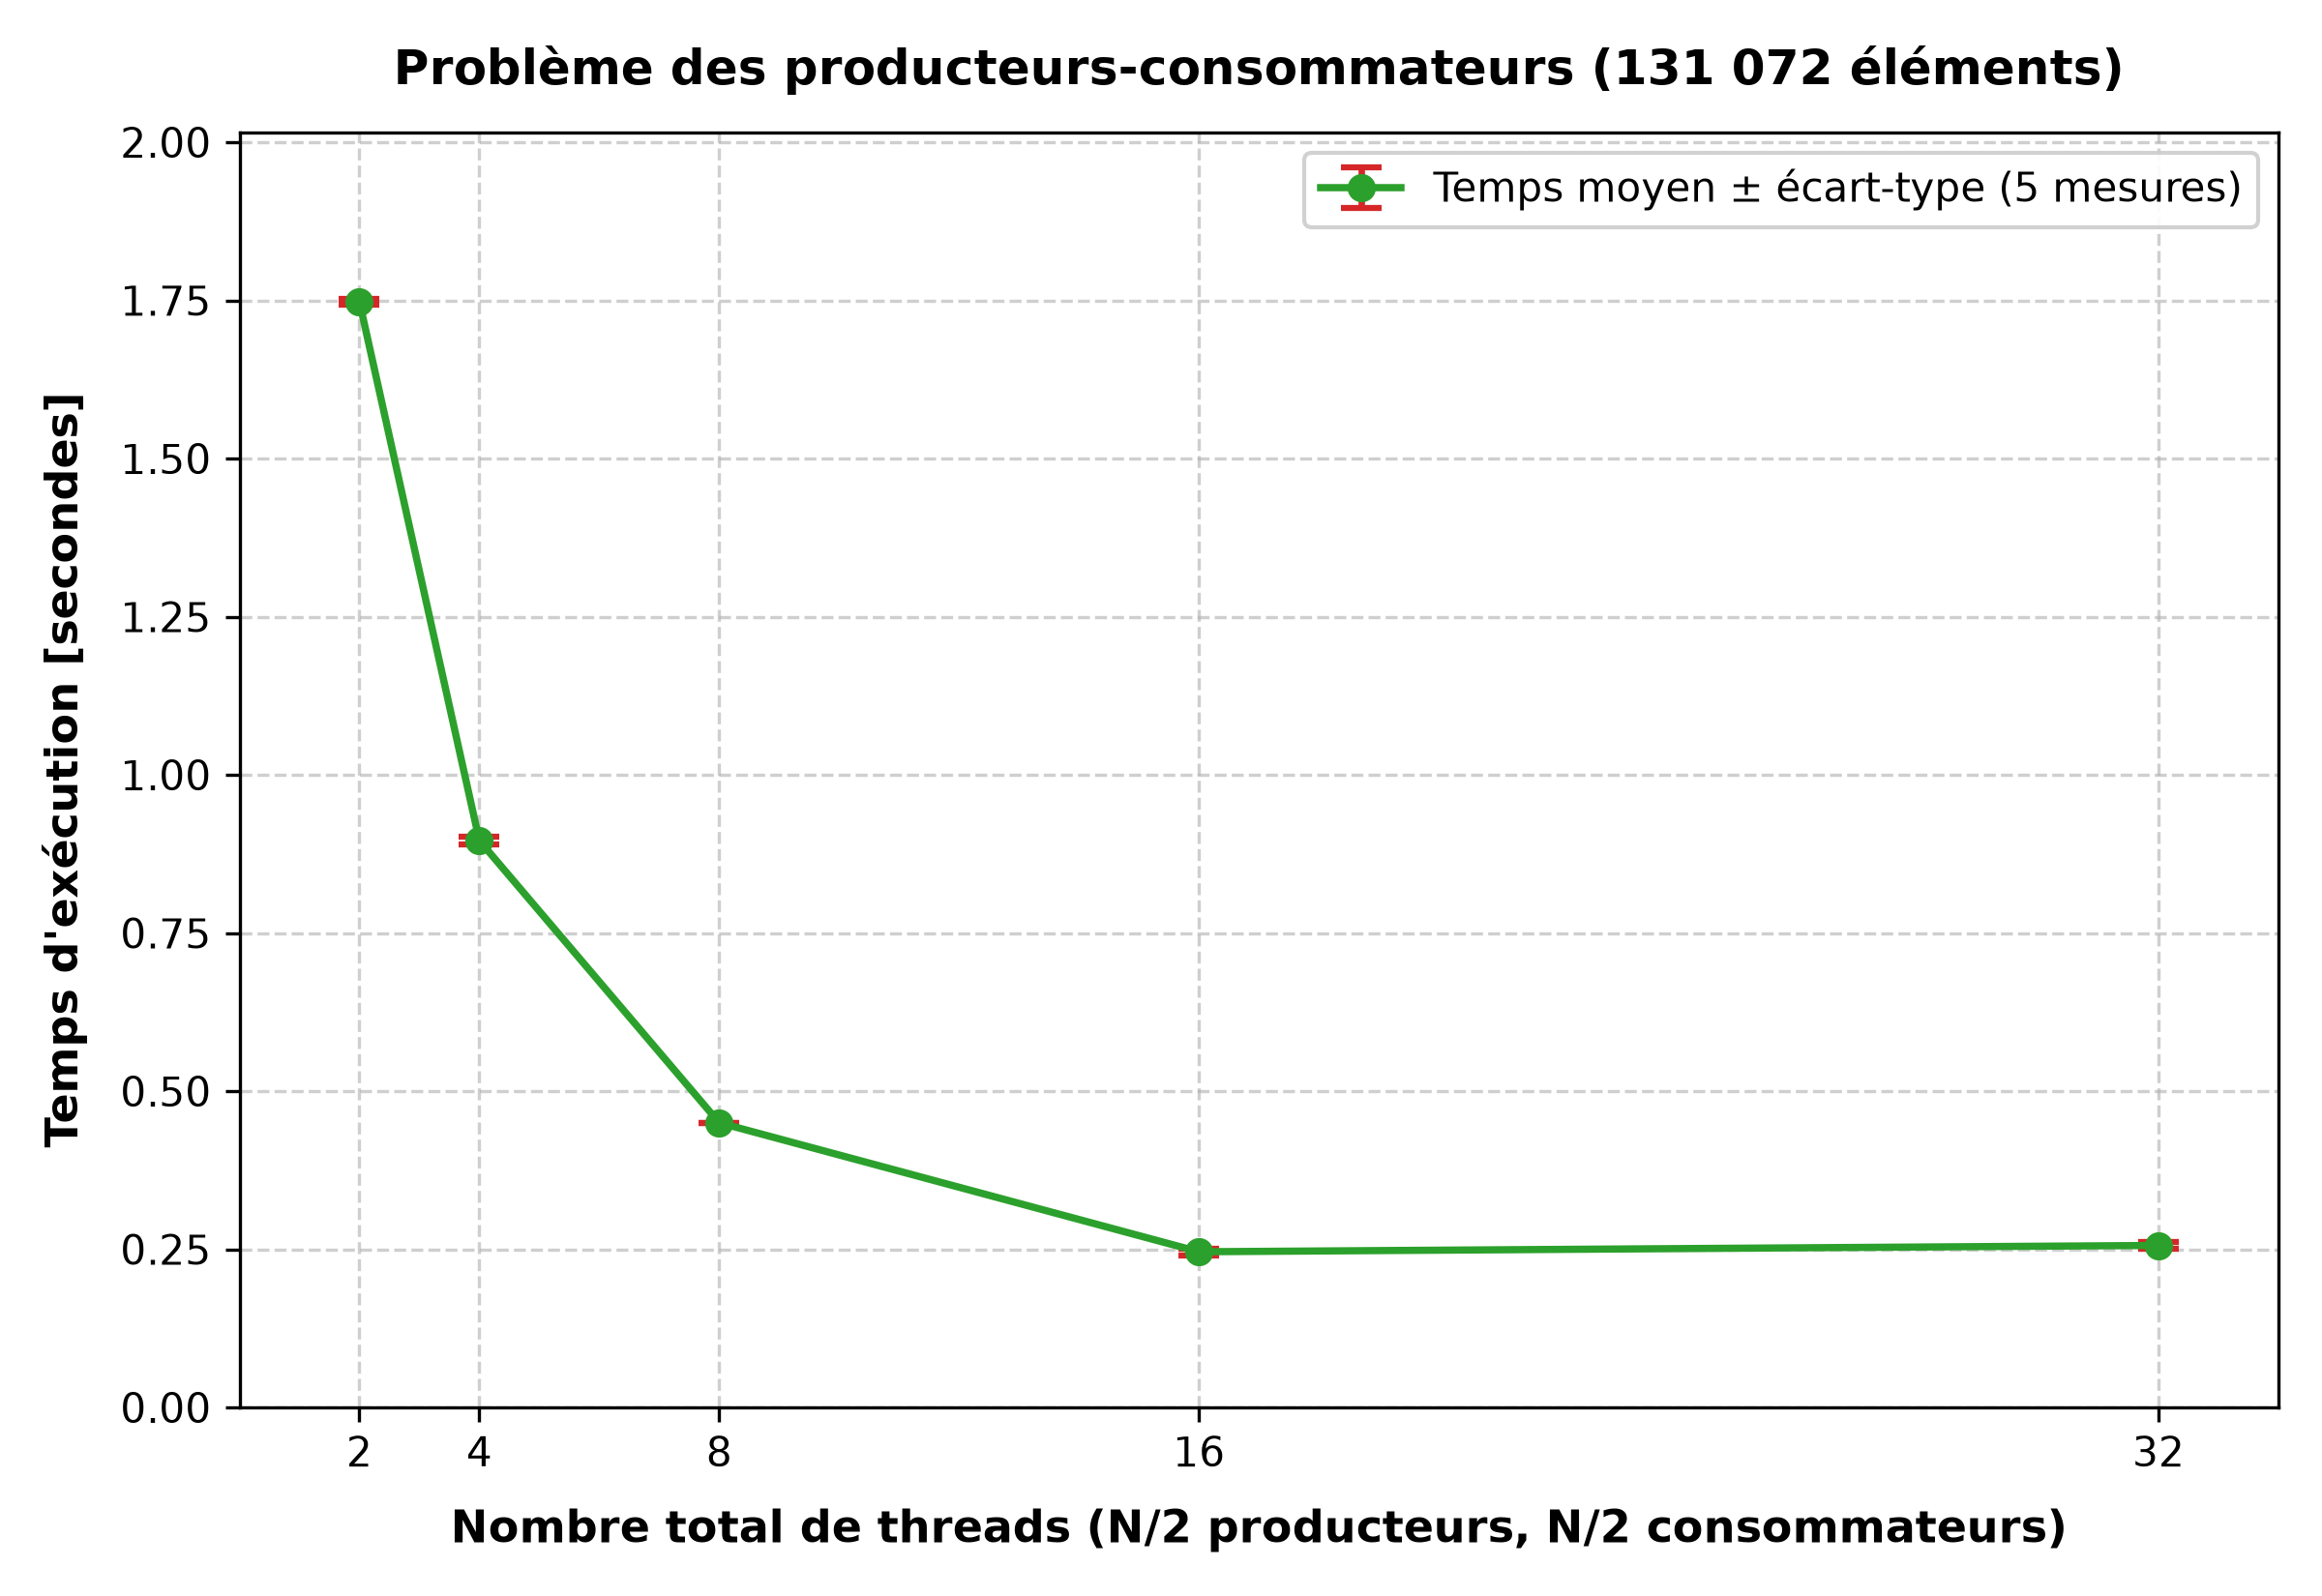 Problème des producteurs-consommateurs (131 072 éléments)
Temps moyen ± écart-type (5 mesures)
Temps d'exécution [secondes]
2.00
1.75
1.50
1.25
1.00
0.75
0.50
0.25
0.00
2 4 8 16 32
Nombre total de threads (N/2 producteurs, N/2 consommateurs)